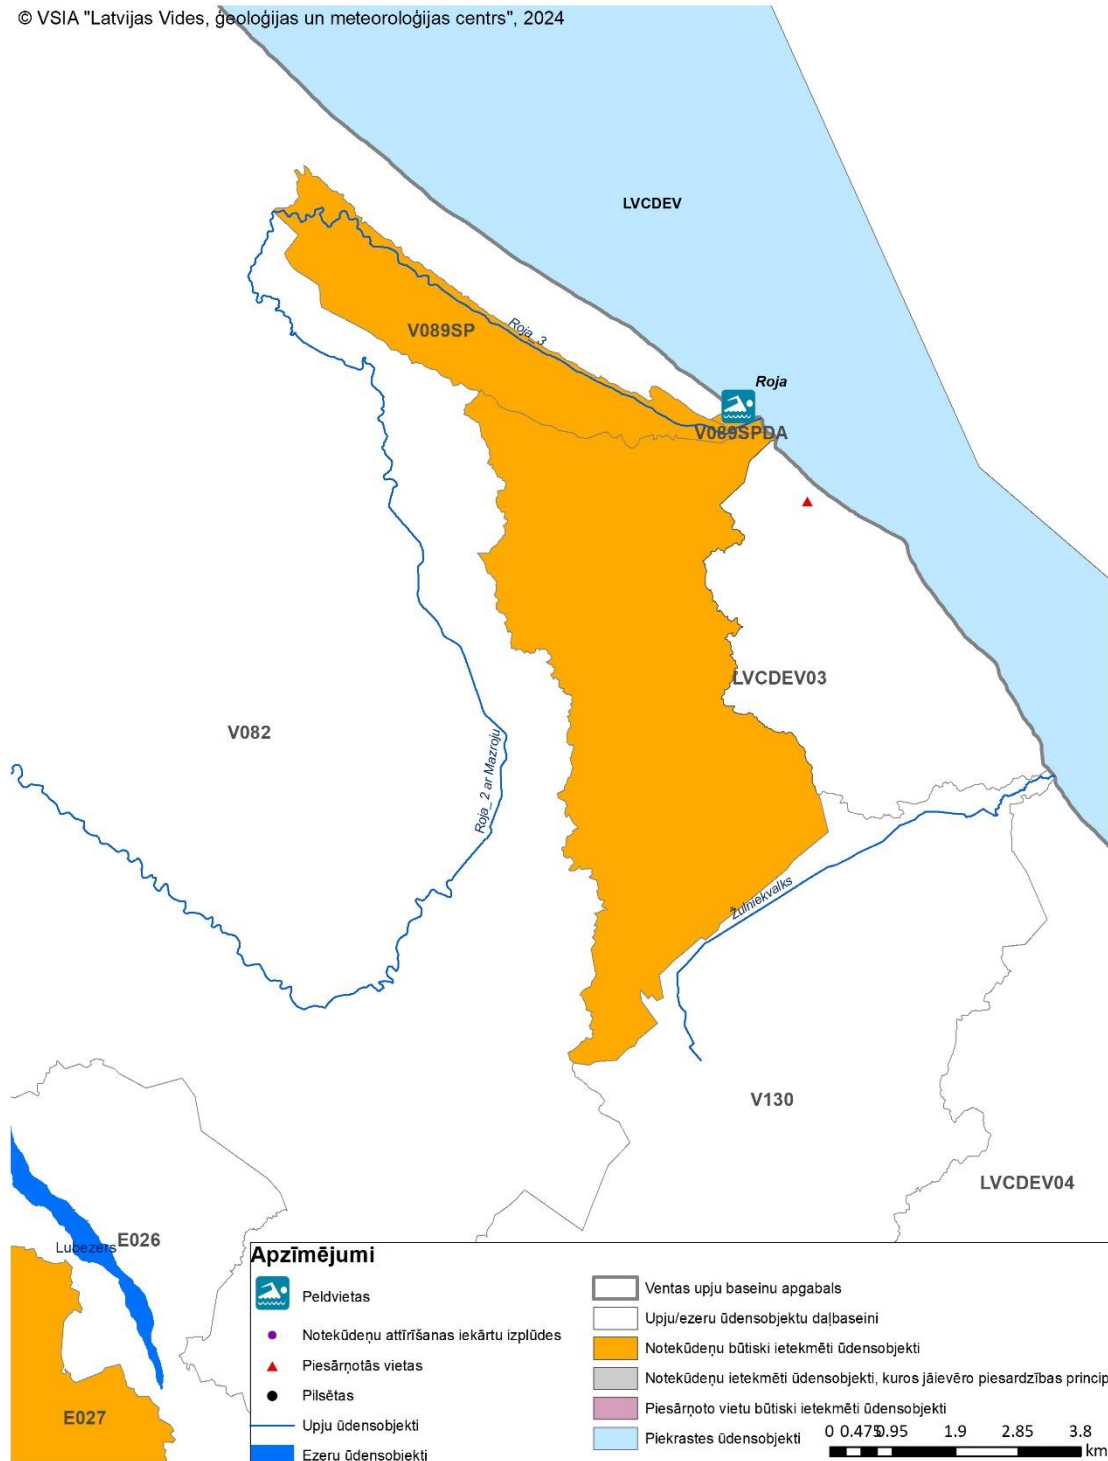 © VSIA "Latvijas Vides, ģeoloģijas un meteoroloģijas centrs", 2024
LVCDEV
Roja_3
V089SP
Roja
V089SPDA
LVCDEV03
V082
Roja_2 ar Mazroju
Žulniekvalks
V130
LVCDEV04
E026
Lubezers
E027
Apzīmējumi
Peldvietas
Notekūdeņu attīrīšanas iekārtu izplūdes
Piesārņotās vietas
Pilsētas
Upju ūdensobjekti
Ezeru ūdensobjekti
Ventas upju baseinu apgabals
Upju/ezeru ūdensobjektu daļbaseini
Notekūdeņu būtiski ietekmēti ūdensobjekti
Notekūdeņu ietekmēti ūdensobjekti, kuros jāievēro piesardzības princip
Piesārņoto vietu būtiski ietekmēti ūdensobjekti
Piekrastes ūdensobjekti
0 0.475 0.95 1.9 2.85 3.8
km